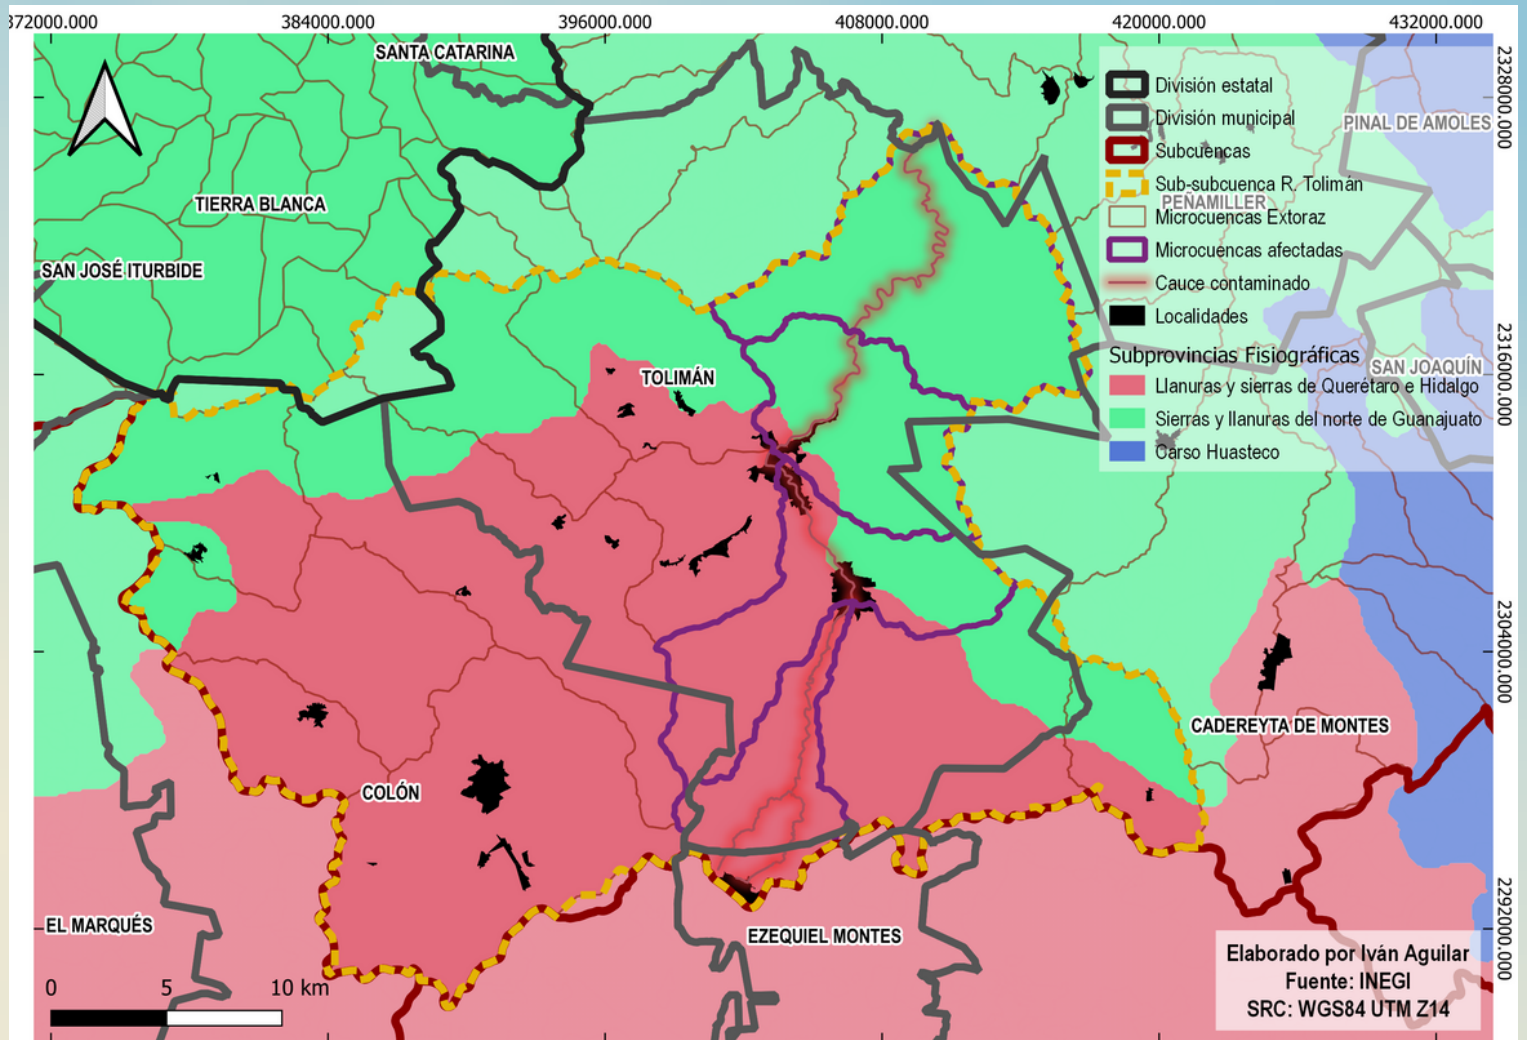 372000.000
384000.000
396000.000
408000.000
420000.000
432000.000
SANTA CATARINA
TIERRA BLANCA
SAN JOSÉ ITURBIDE
TOLIMÁN
COLÓN
EL MARQUÉS
EZEQUIEL MONTES
CADEREYTA DE MONTES
PINAL DE AMOLES
PEÑAMILLER
SAN JOAQUÍN
División estatal
División municipal
Subcuencas
Sub-subcuenca R. Tolimán
Microcuencas Extoraz
Microcuencas afectadas
Cauce contaminado
Localidades
Subprovincias Fisiográficas
Llanuras y sierras de Querétaro e Hidalgo
Sierras y llanuras del norte de Guanajuato
Carso Huasteco
2328000.000
2316000.000
2304000.000
2292000.000
0 5 10 km
Elaborado por Iván Aguilar
Fuente: INEGI
SRC: WGS84 UTM Z14